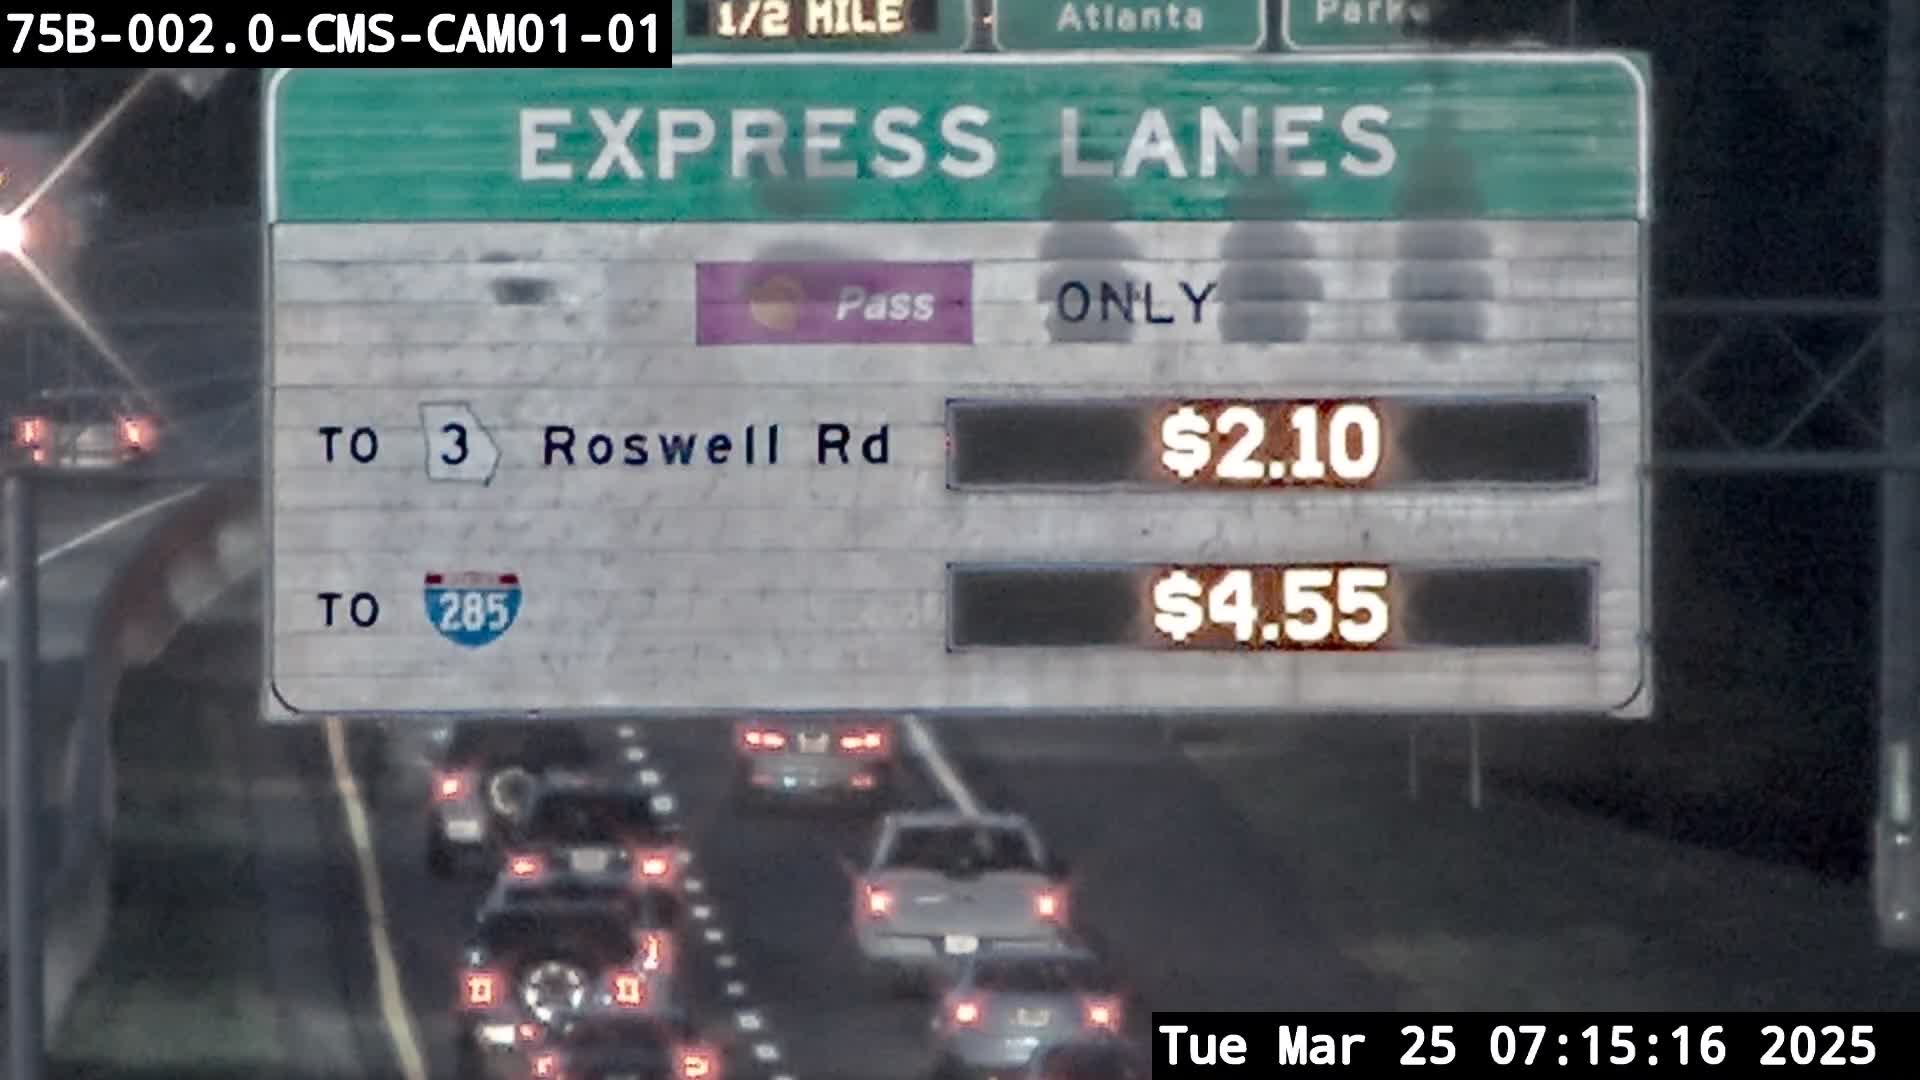 75B-002.0-CMS-CAM01-01
1/2 MILE
Atlanta
EXPRESS LANES
Pass ONLY
TO 3 Roswell Rd $2.10
TO 285 $4.55
Tue Mar 25 07:15:16 2025